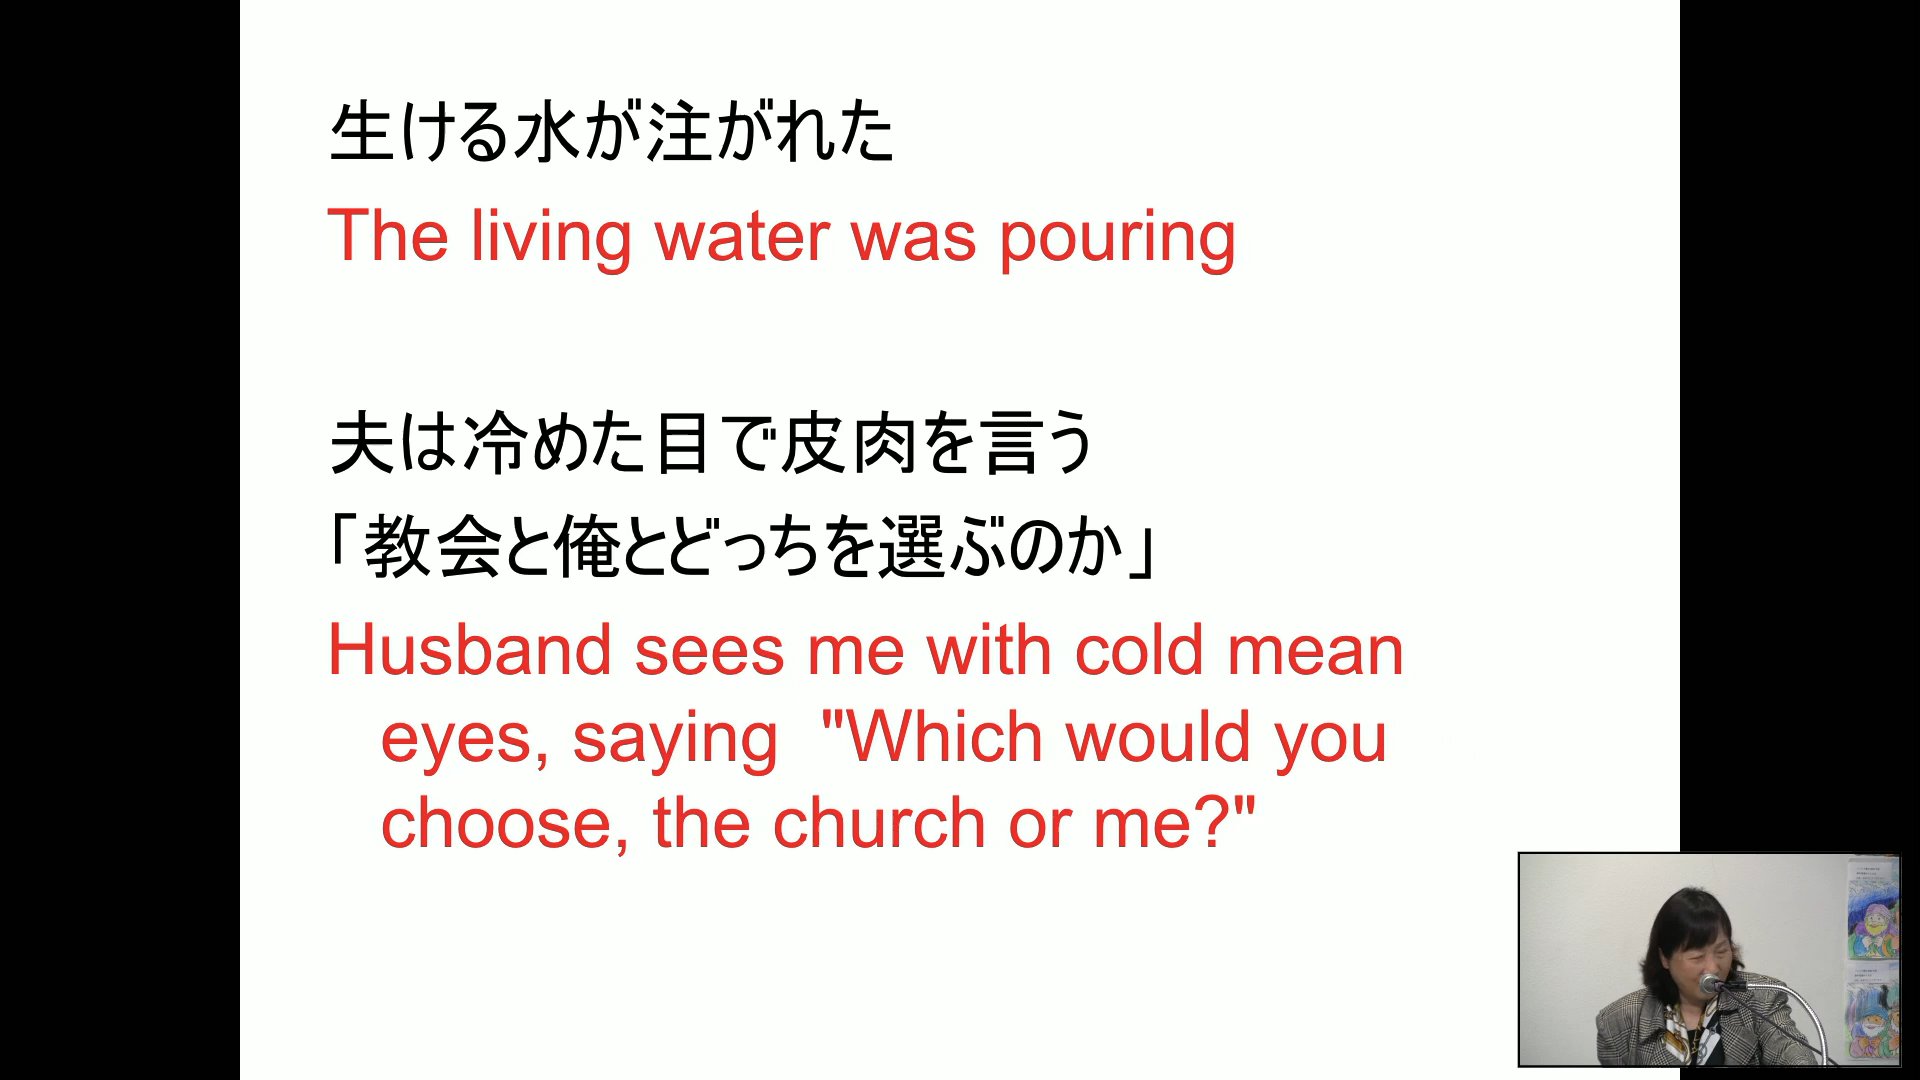 生ける水が注がれた
The living water was pouring
夫は冷めた目で皮肉を言う
「教会と俺とどっちを選ぶのか」
Husband sees me with cold mean
eyes, saying  "Which would you
choose, the church or me?"